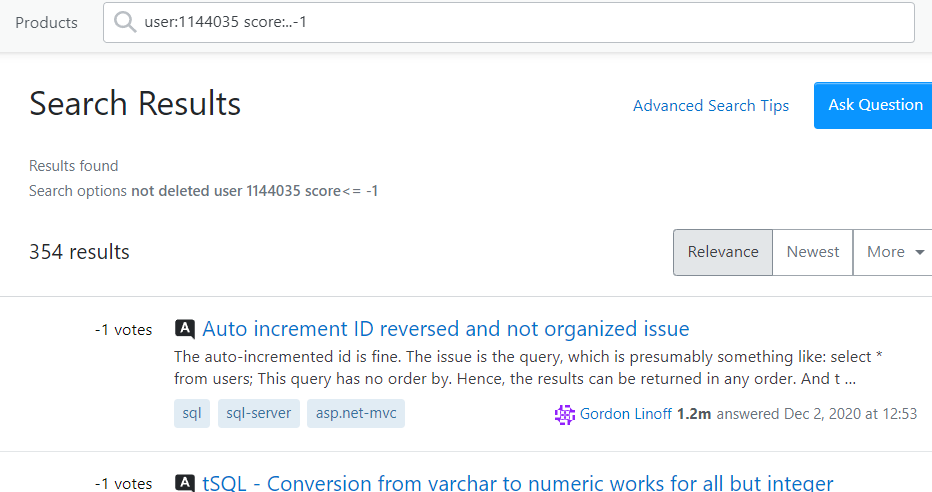 Products
user:1144035 score:..-1
Search Results
Advanced Search Tips
Ask Question
Results found
Search options not deleted user 1144035 score<= -1
354 results
Relevance
Newest
More
-1 votes
A Auto increment ID reversed and not organized issue
The auto-incremented id is fine. The issue is the query, which is presumably something like: select *
from users; This query has no order by. Hence, the results can be returned in any order. And t ...
sql
sql-server
asp.net-mvc
Gordon Linoff 1.2m answered Dec 2, 2020 at 12:53
-1 votes
A tSQL - Conversion from varchar to numeric works for all but integer